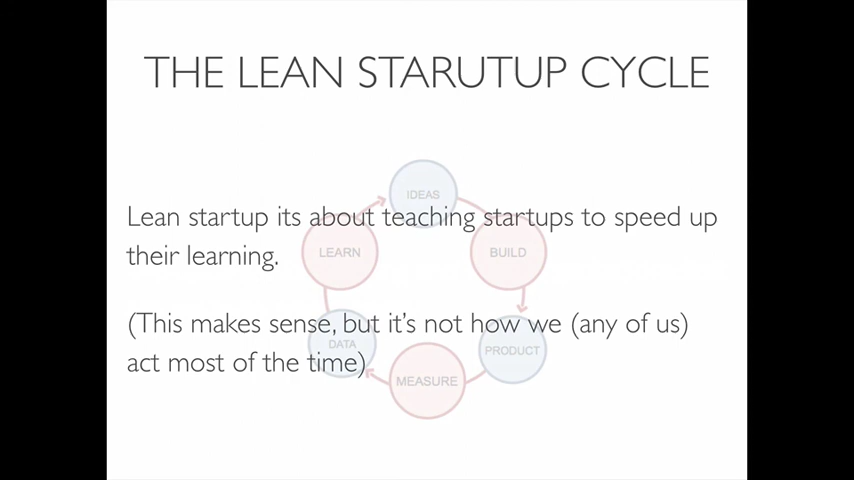 THE LEAN STARUTUP CYCLE
IDEAS
Lean startup its about teaching startups to speed up
LEARN
BUILD
their learning.
(This makes sense, but it's not how we (any of us)
DATA
PRODUCT
act most of the time)
MEASURE